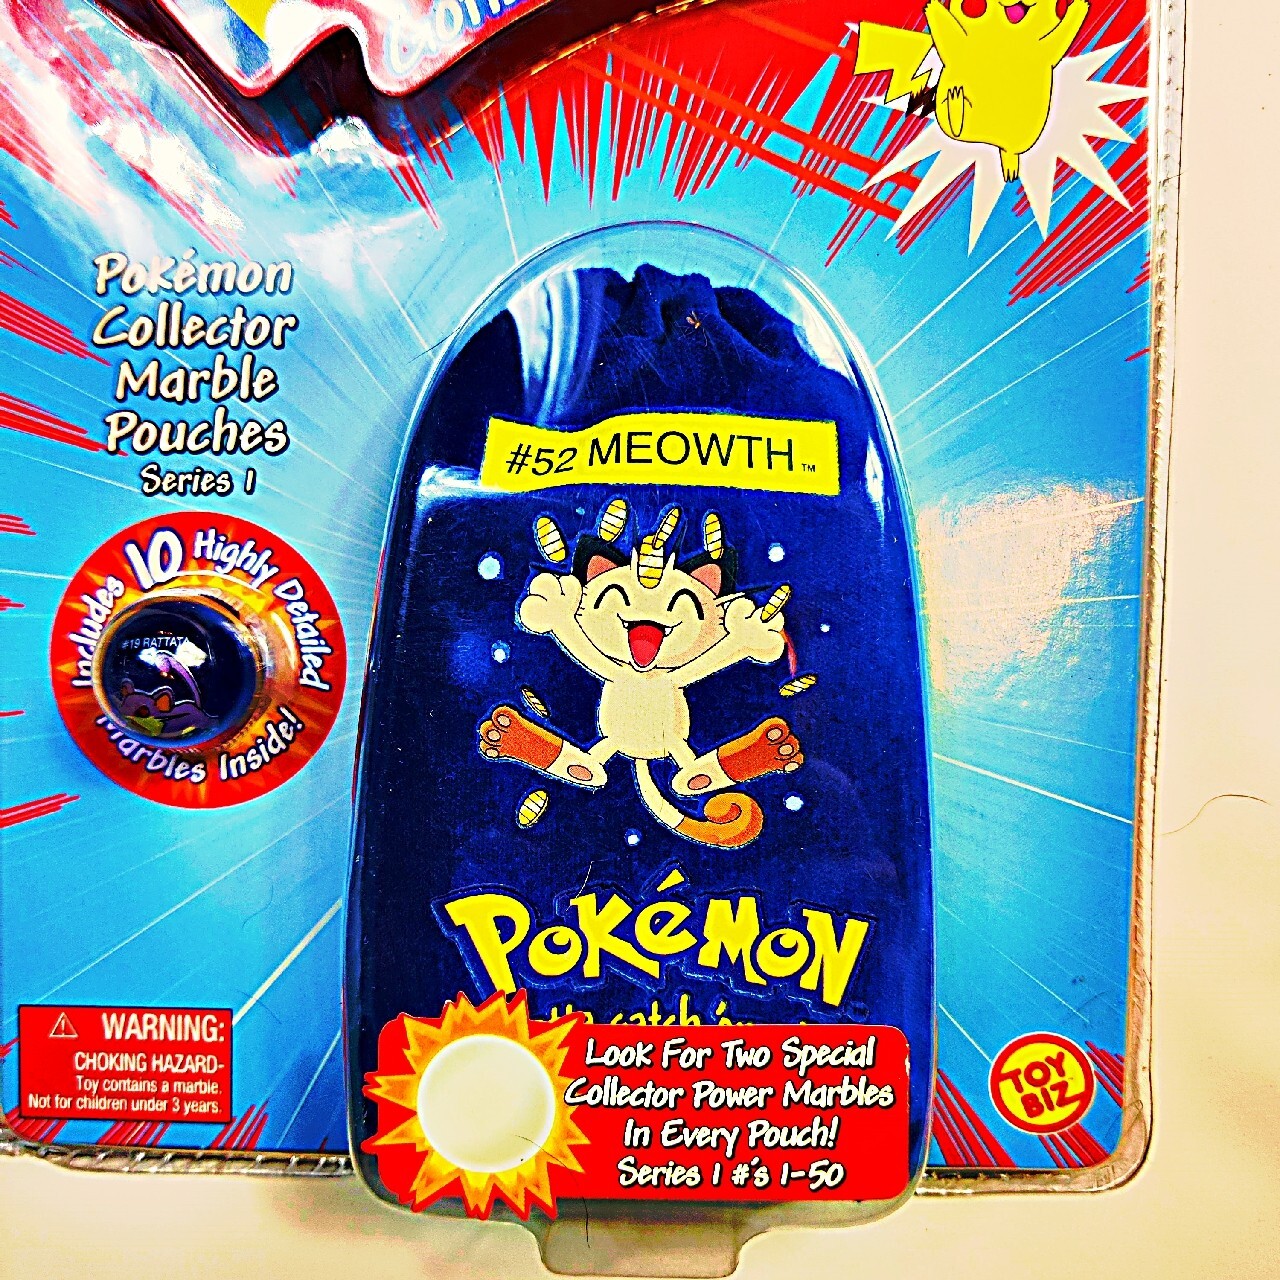 Pokémon
Collector
Marble
Pouches
Series 1
Includes 10 Highly Detailed
Marbles Inside!
#19 RATTATA
#52 MEOWTH™
POKéMON
catch
Look For Two Special
Collector Power Marbles
In Every Pouch!
Series 1 #'s 1-50
WARNING:
CHOKING HAZARD-
Toy contains a marble.
Not for children under 3 years.
TOY
BIZ